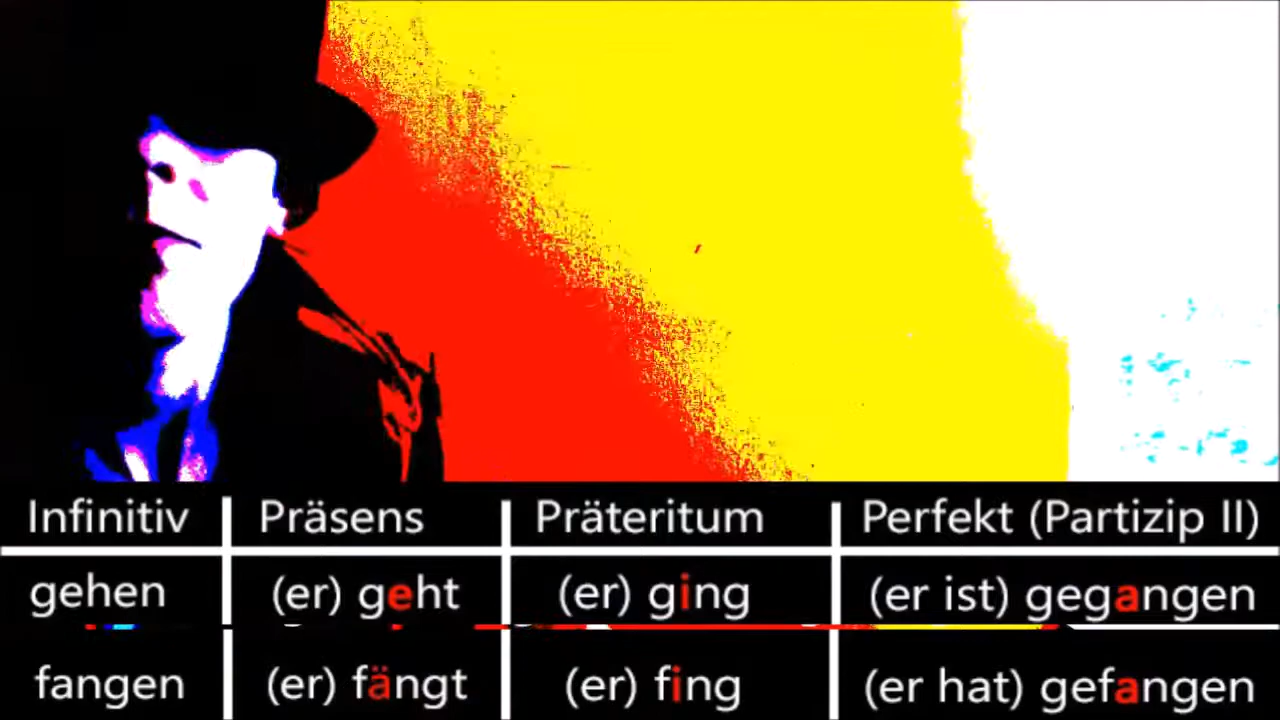 Infinitiv Präsens Präteritum Perfekt (Partizip II)
gehen (er) geht (er) ging (er ist) gegangen
fangen (er) fängt (er) fing (er hat) gefangen